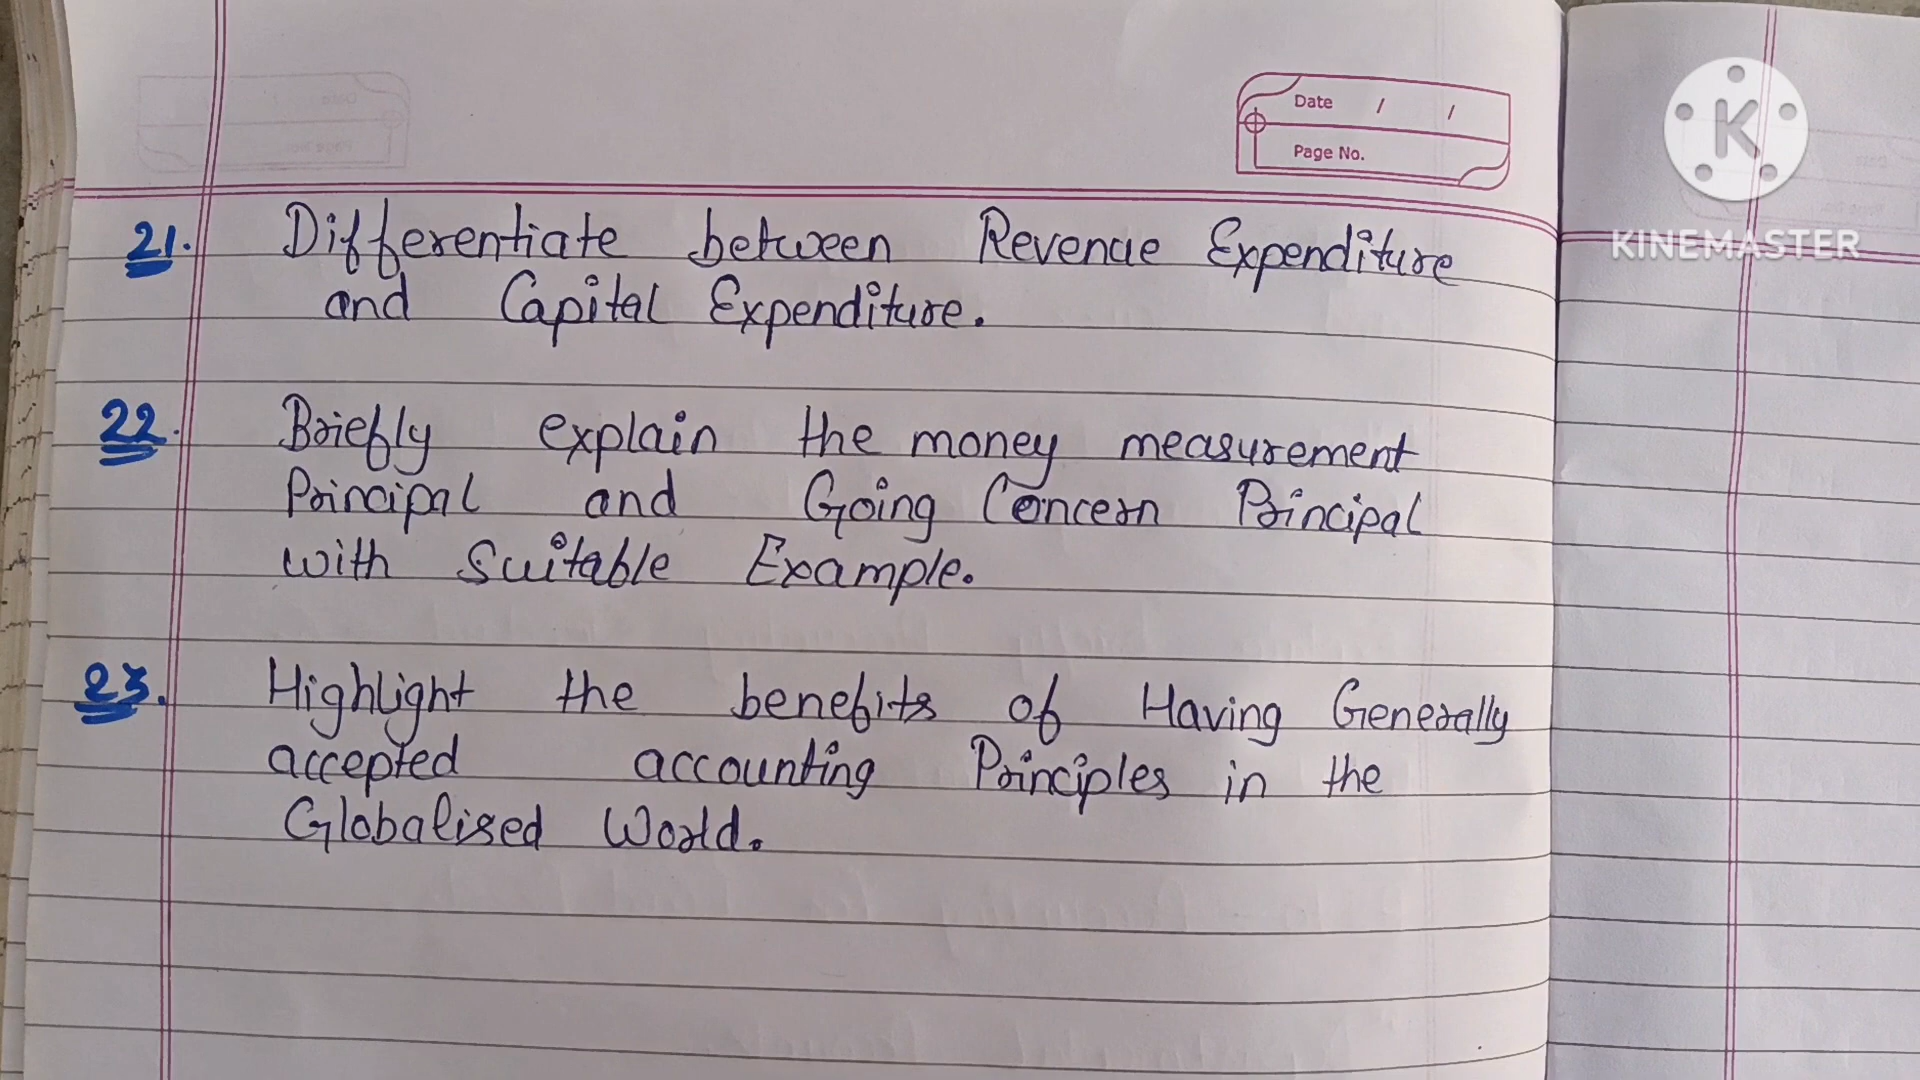 Date / /
Page No.
KINEMASTER
21. Differentiate between Revenue Expenditure
and Capital Expenditure.
22. Briefly explain the money measurement
Principal and Going Concern Principal
with Suitable Example.
23. Highlight the benefits of Having Generally
accepted accounting Principles in the
Globalised World.